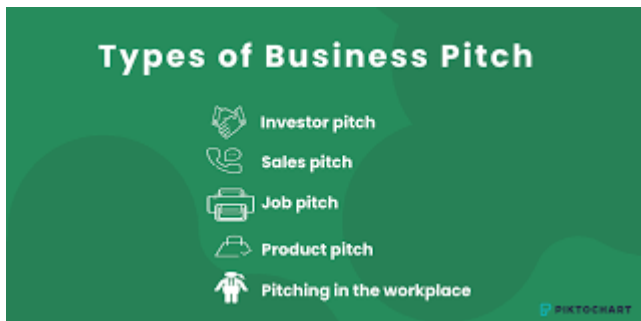 Types of Business Pitch
Investor pitch
Sales pitch
Job pitch
Product pitch
Pitching in the workplace
PIKTOCHART